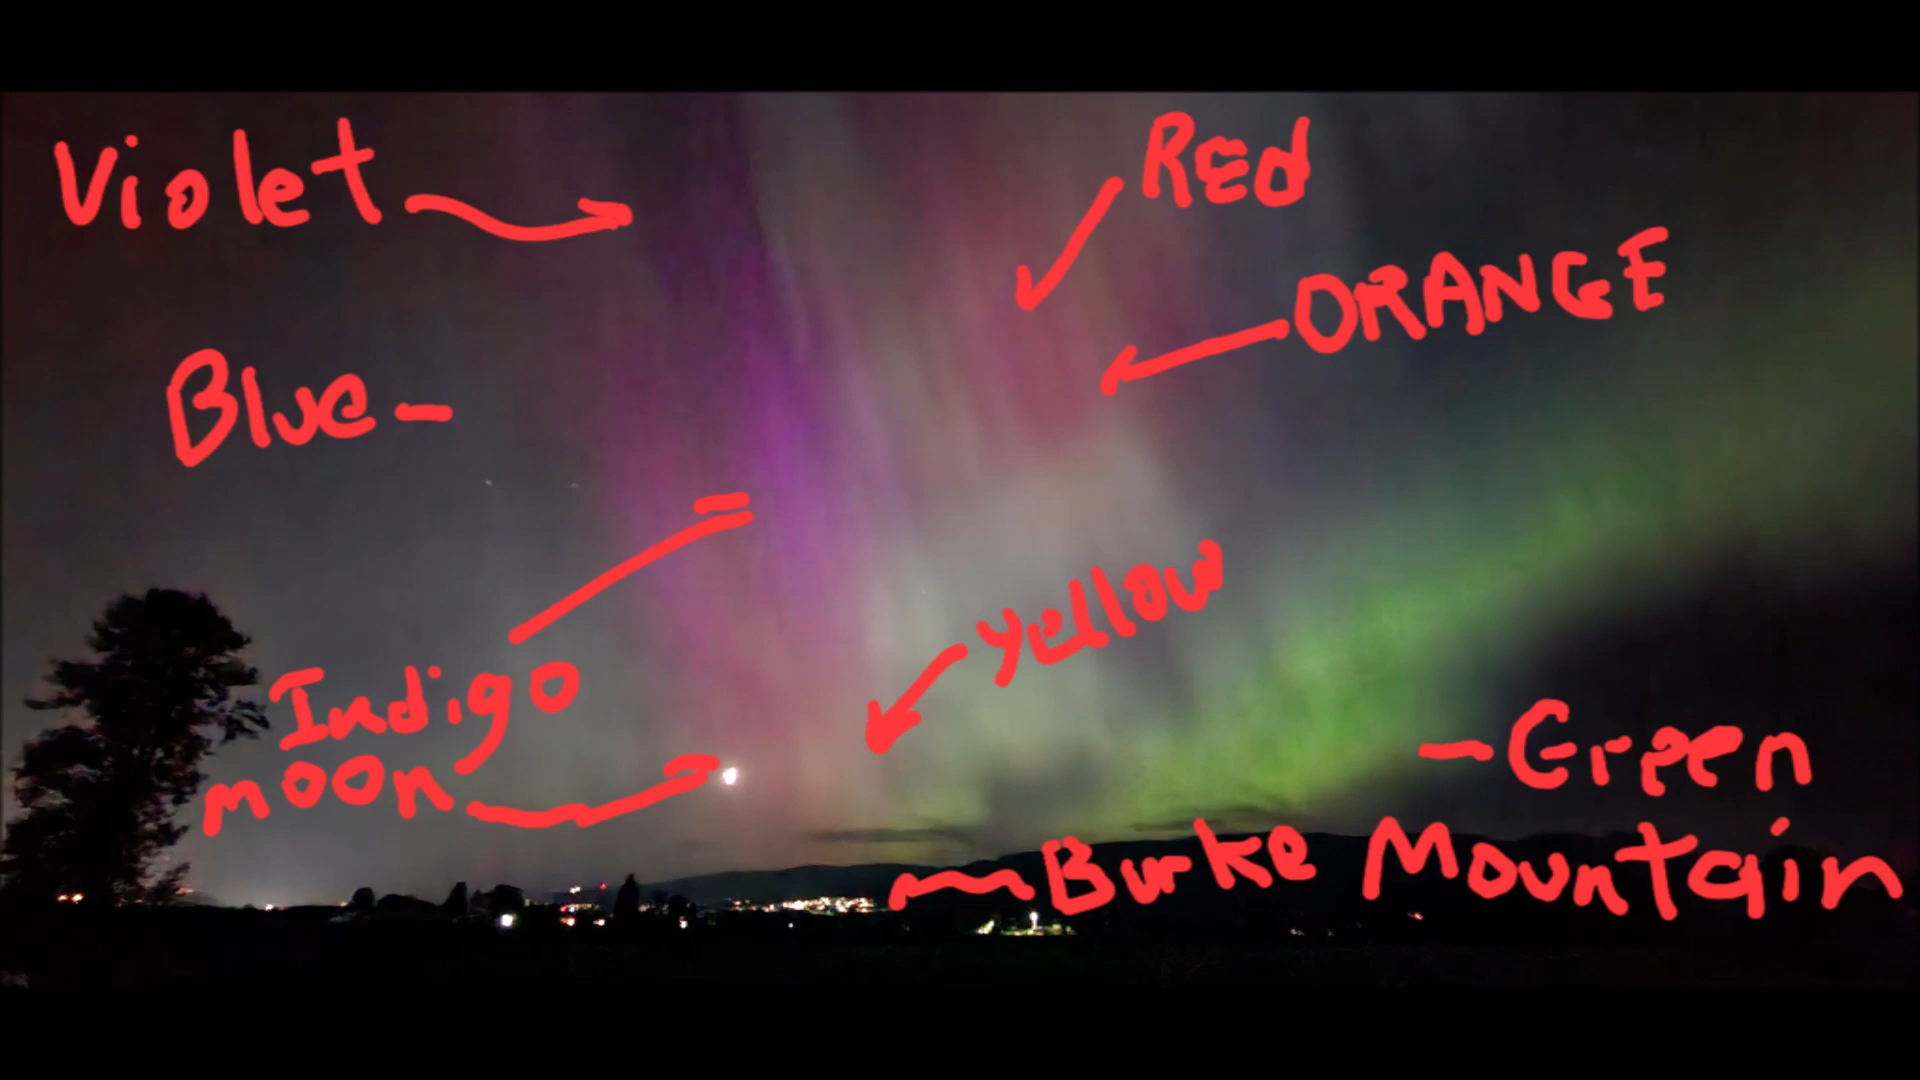 Violet
REd
ORANGE
Blue
yellow
Indigo
moon
Green
Burke Mountain